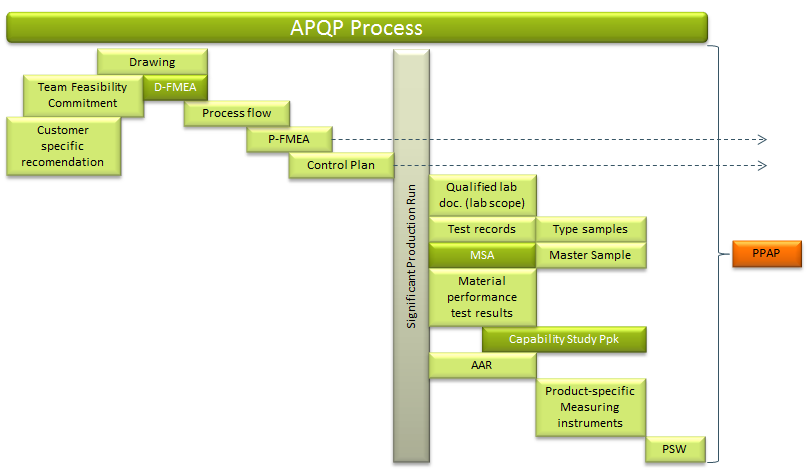 APQP Process
Drawing
Team Feasibility
Commitment
D-FMEA
Process flow
Customer
specific
recomendation
P-FMEA
Control Plan
Significant Production Run
Qualified lab
doc. (lab scope)
Test records
Type samples
MSA
Master Sample
PPAP
Material
performance
test results
Capability Study Ppk
AAR
Product-specific
Measuring
instruments
PSW